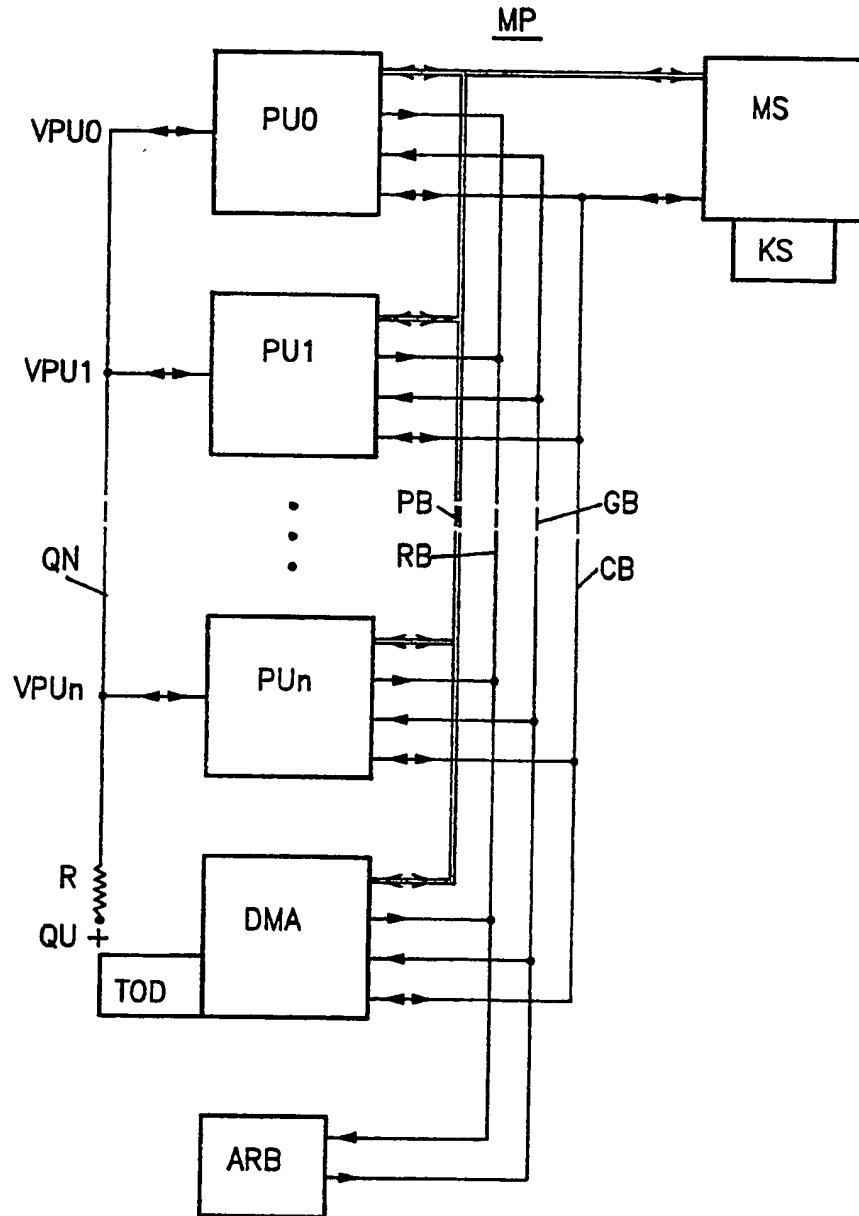 MP
PU0
MS
VPU0
KS
PU1
VPU1
PB
GB
QN
RB
CB
PUn
VPUn
R
DMA
QU
+
TOD
ARB